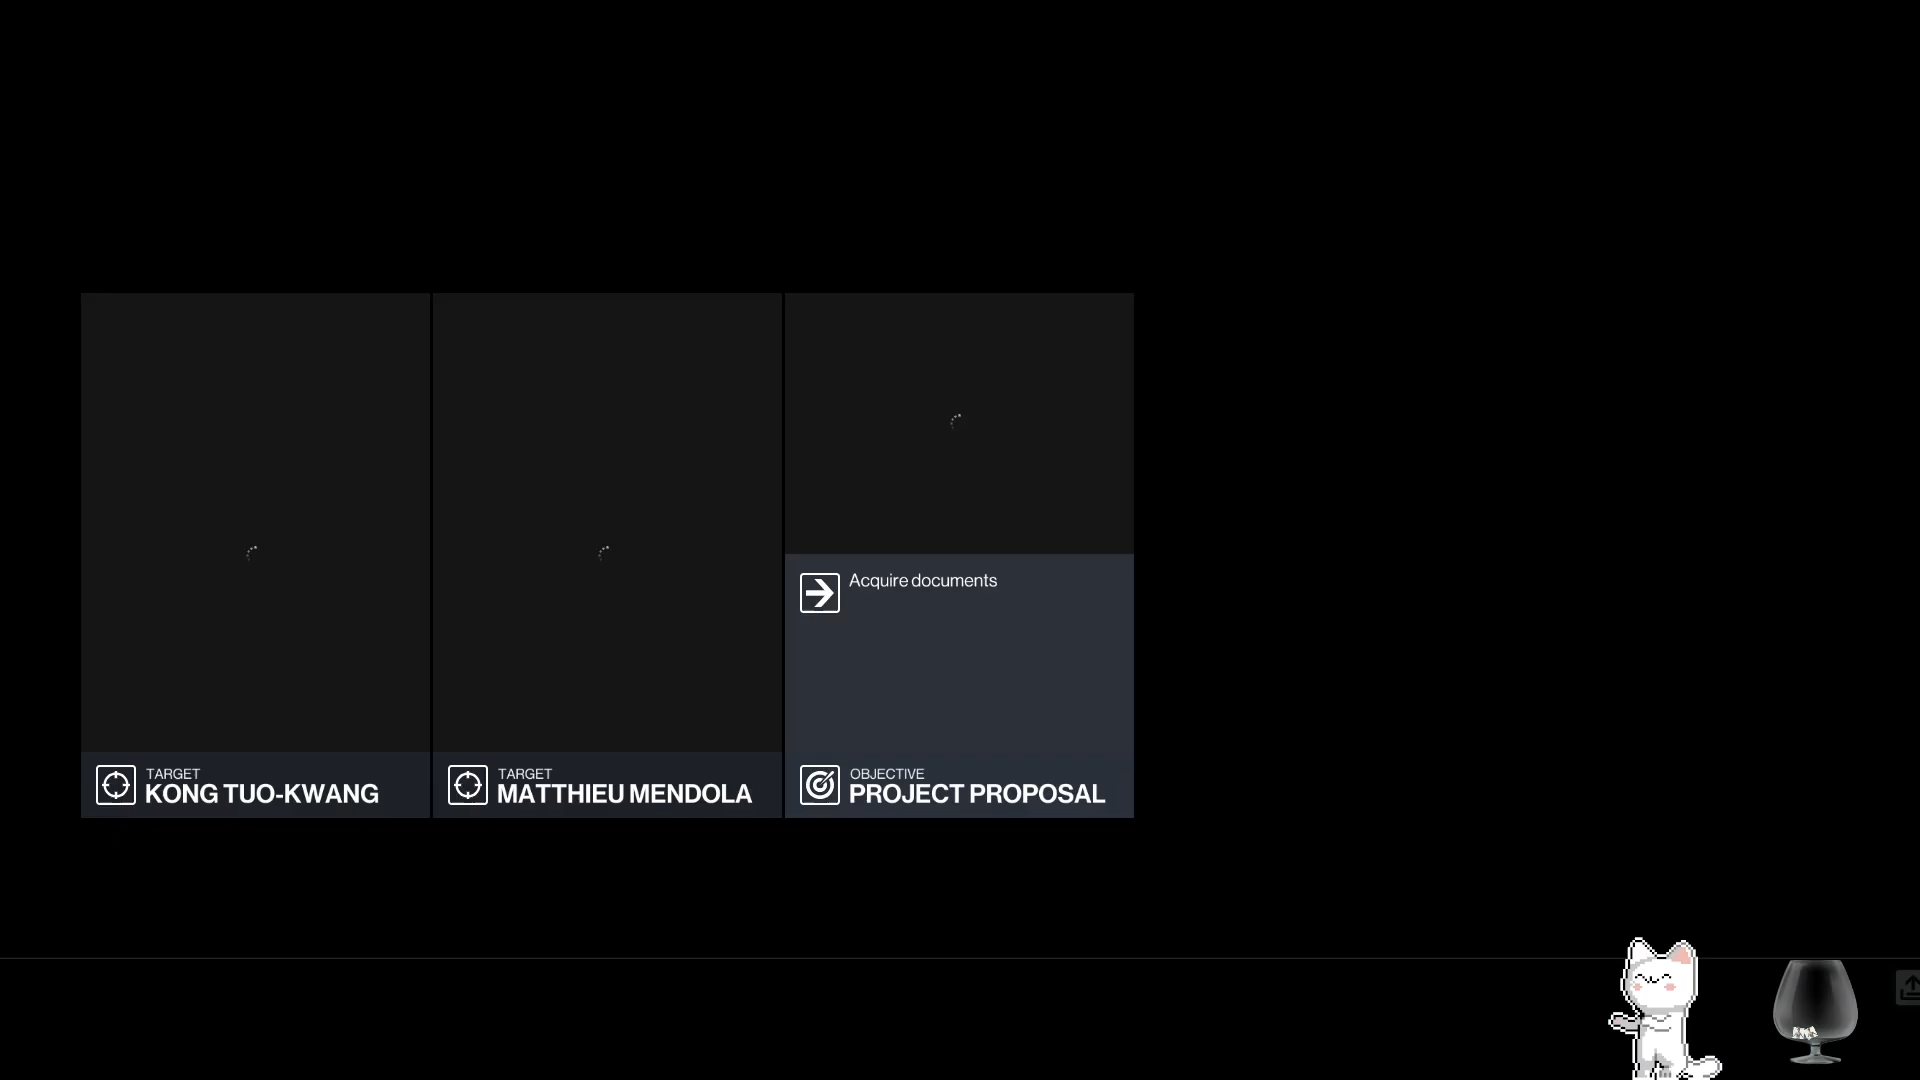 Acquire documents
TARGET
KONG TUO-KWANG
TARGET
MATTHIEU MENDOLA
OBJECTIVE
PROJECT PROPOSAL